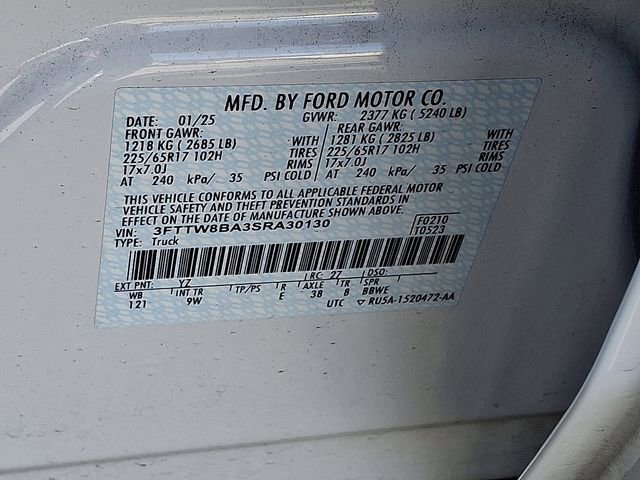 MFD. BY FORD MOTOR CO.
DATE: 01/25 GVWR: 2377 KG ( 5240 LB)
FRONT GAWR: REAR GAWR:
1218 KG ( 2685 LB) WITH 1281 KG ( 2825 LB) WITH
225/65R17 102H TIRES 225/65R17 102H TIRES
17x7.0J RIMS 17x7.0J RIMS
AT 240 kPa/ 35 PSI COLD AT 240 kPa/ 35 PSI COLD
THIS VEHICLE CONFORMS TO ALL APPLICABLE FEDERAL MOTOR
VEHICLE SAFETY AND THEFT PREVENTION STANDARDS IN
EFFECT ON THE DATE OF MANUFACTURE SHOWN ABOVE.
VIN: 3FTTW8BA3SRA30130 F0210
TYPE: Truck T0523
EXT PNT: YZ RC: 27 DSO:
WB INT TR TP/PS R AXLE TR SPR
121 9W E 38 8 BBWE
UTC ▽ RU5A-1520472-AA